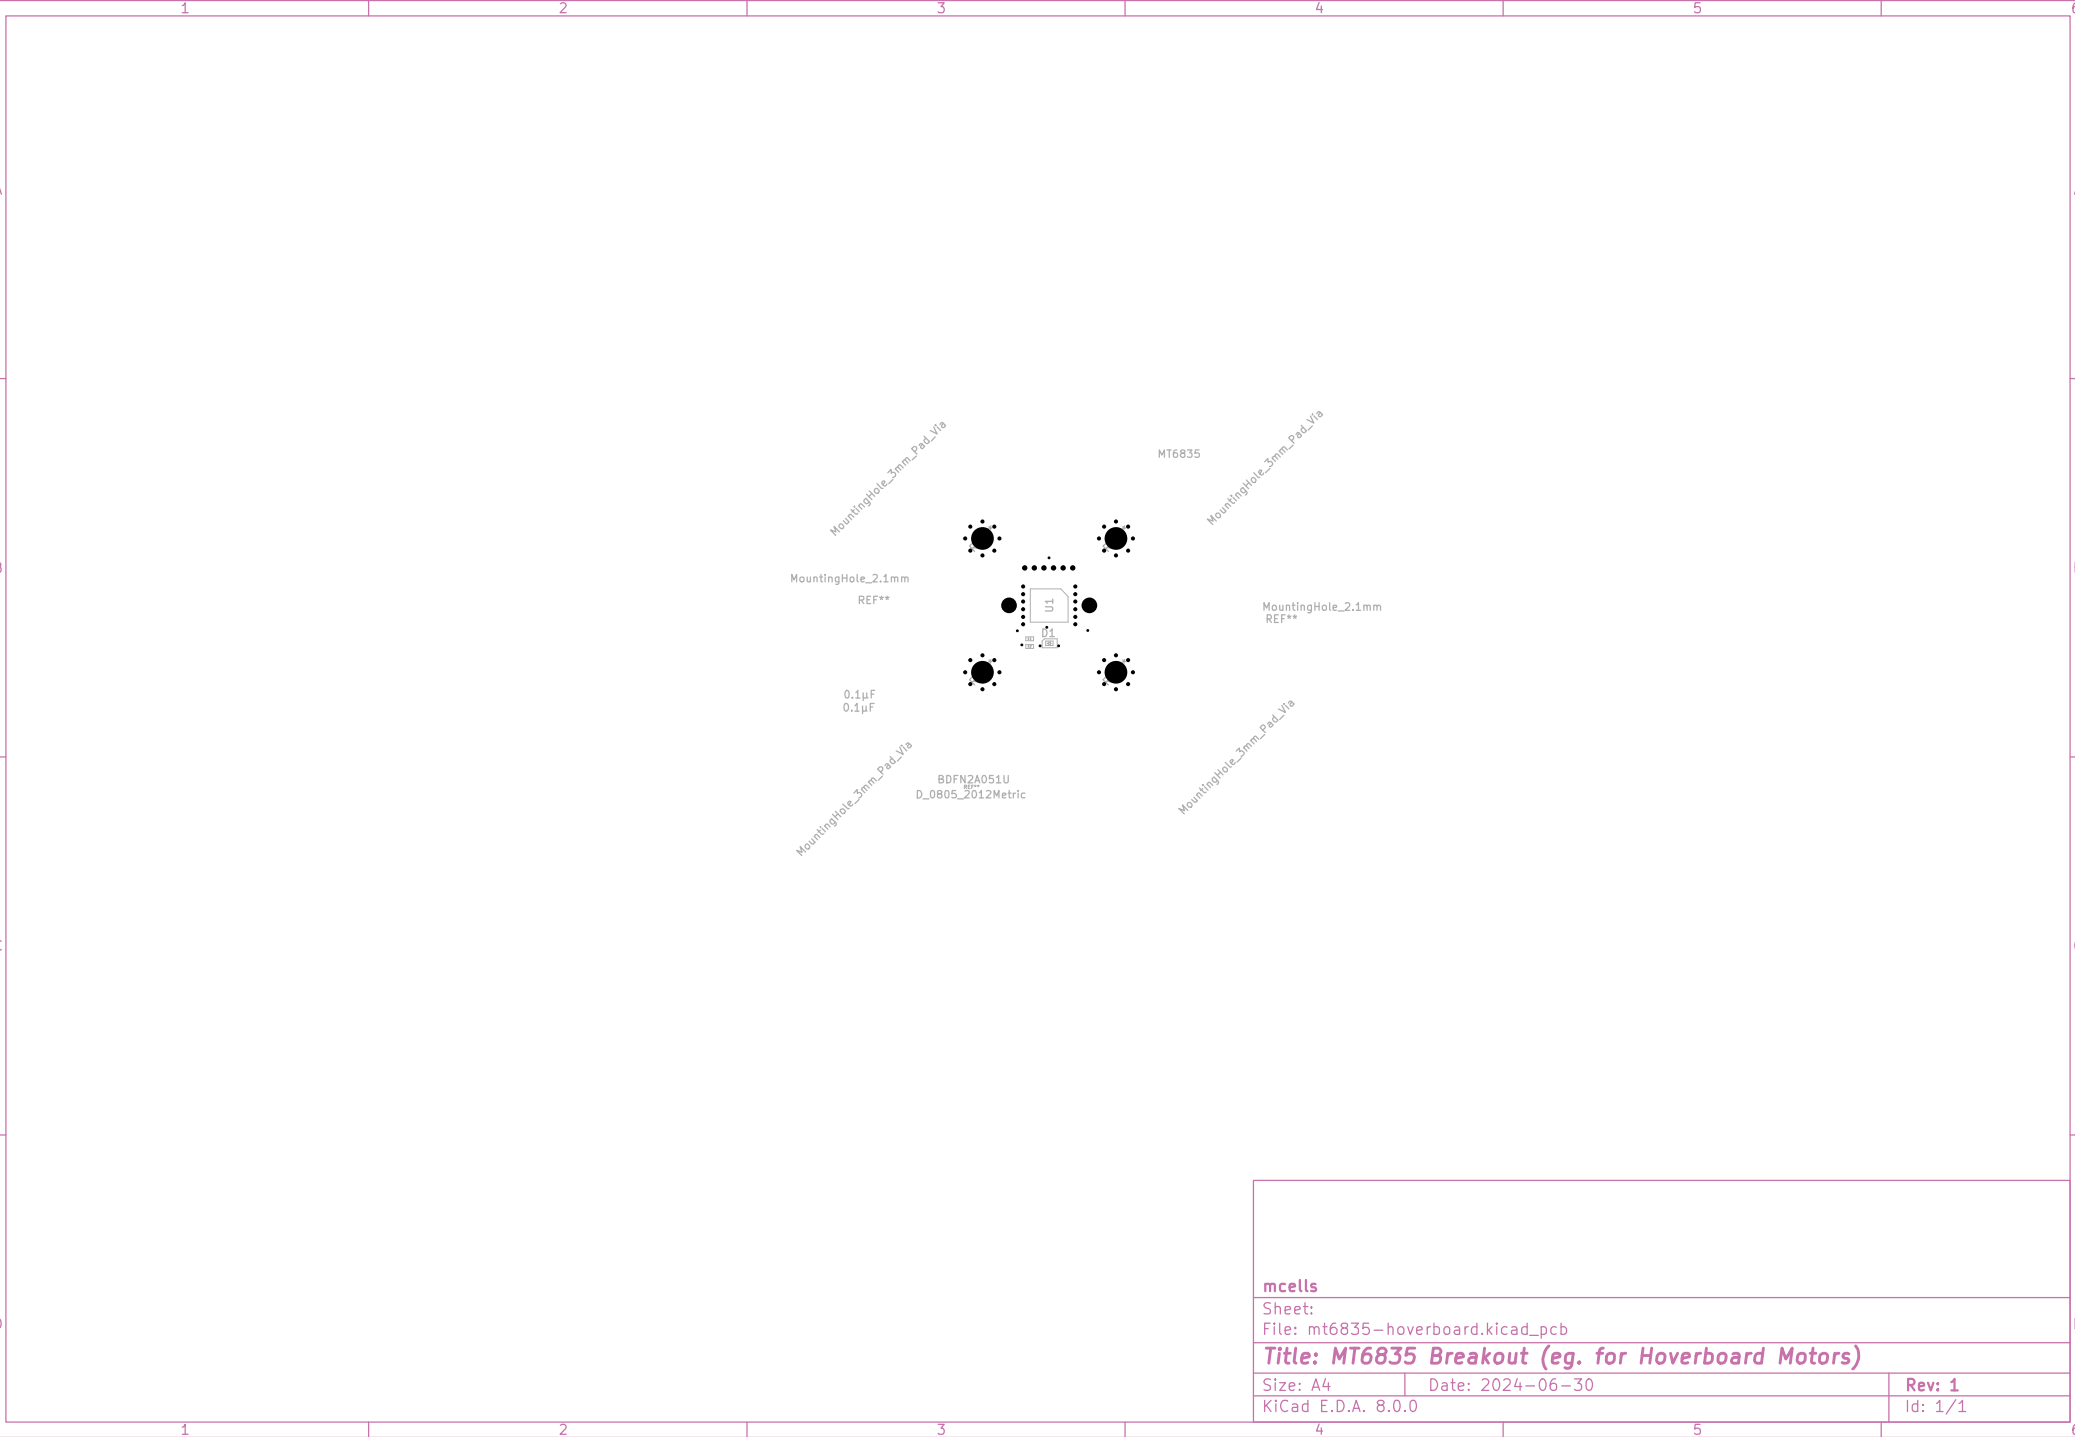 1 2 3 4 5
MountingHole_3mm_Pad_Via
MountingHole_3mm_Pad_Via
MT6835
MountingHole_2.1mm
REF**
MountingHole_2.1mm
REF**
U1
D1
0.1µF
0.1µF
MountingHole_3mm_Pad_Via
MountingHole_3mm_Pad_Via
BDFN2A051U
REF**
D_0805_2012Metric
mcells
Sheet:
File: mt6835-hoverboard.kicad_pcb
Title: MT6835 Breakout (eg. for Hoverboard Motors)
Size: A4 Date: 2024-06-30 Rev: 1
KiCad E.D.A. 8.0.0 Id: 1/1
1 2 3 4 5